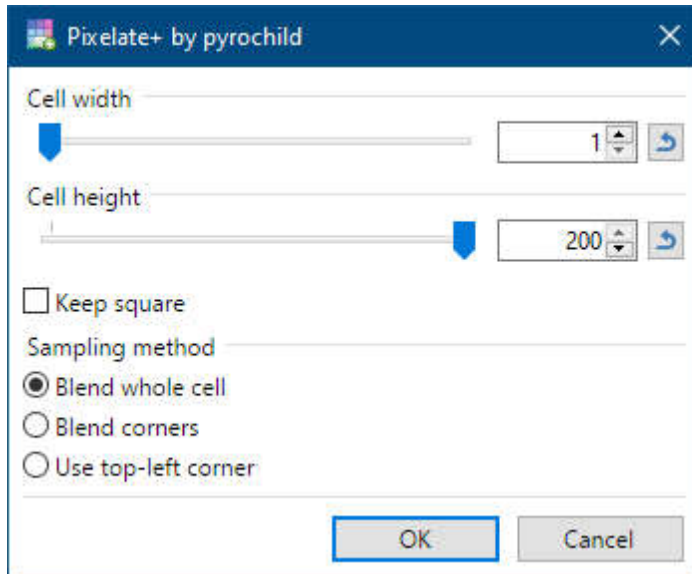 Pixelate+ by pyrochild
Cell width
1
Cell height
200
Keep square
Sampling method
Blend whole cell
Blend corners
Use top-left corner
OK Cancel